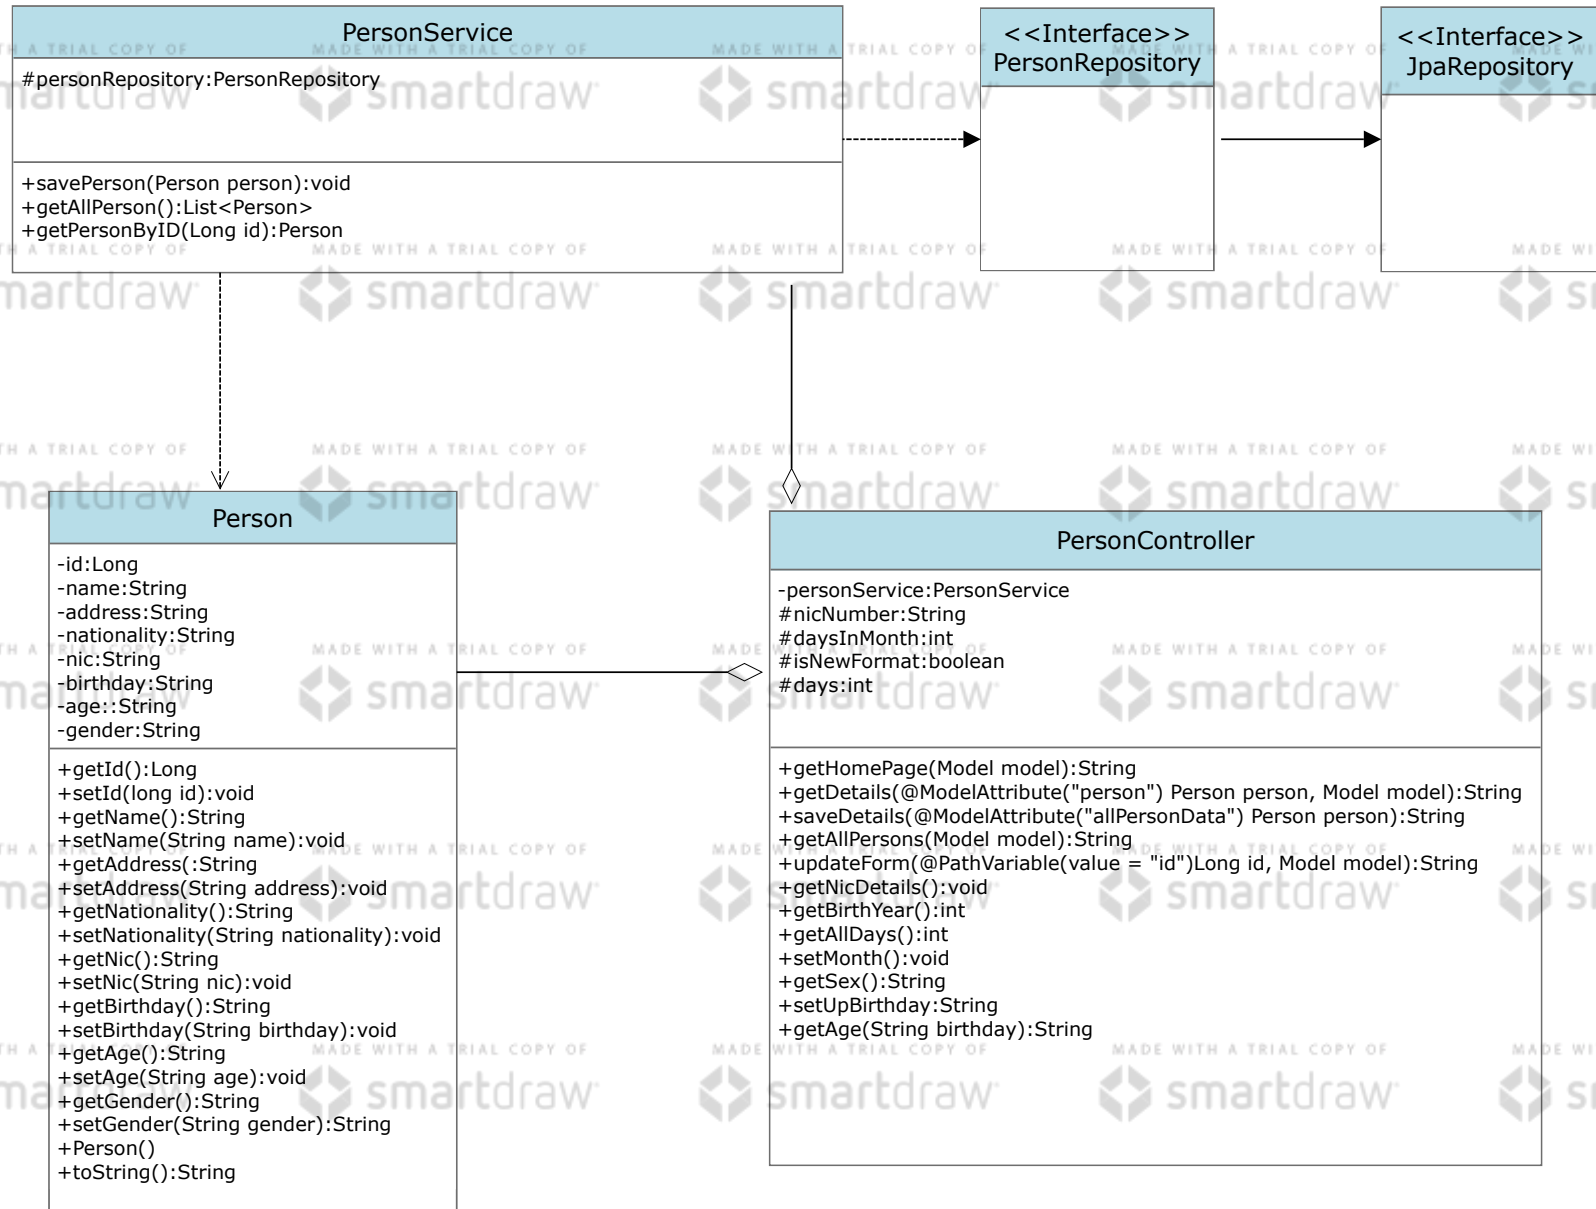 PersonService
#personRepository:PersonRepository
+savePerson(Person person):void
+getAllPerson():List<Person>
+getPersonByID(Long id):Person
<<Interface>>
PersonRepository
<<Interface>>
JpaRepository
Person
-id:Long
-name:String
-address:String
-nationality:String
-nic:String
-birthday:String
-age::String
-gender:String
+getId():Long
+setId(long id):void
+getName():String
+setName(String name):void
+getAddress(:String
+setAddress(String address):void
+getNationality():String
+setNationality(String nationality):void
+getNic():String
+setNic(String nic):void
+getBirthday():String
+setBirthday(String birthday):void
+getAge():String
+setAge(String age):void
+getGender():String
+setGender(String gender):String
+Person()
+toString():String
PersonController
-personService:PersonService
#nicNumber:String
#daysInMonth:int
#isNewFormat:boolean
#days:int
+getHomePage(Model model):String
+getDetails(@ModelAttribute("person") Person person, Model model):String
+saveDetails(@ModelAttribute("allPersonData") Person person):String
+getAllPersons(Model model):String
+updateForm(@PathVariable(value = "id")Long id, Model model):String
+getNicDetails():void
+getBirthYear():int
+getAllDays():int
+setMonth():void
+getSex():String
+setUpBirthday:String
+getAge(String birthday):String
MADE WITH A TRIAL COPY OF
smartdraw